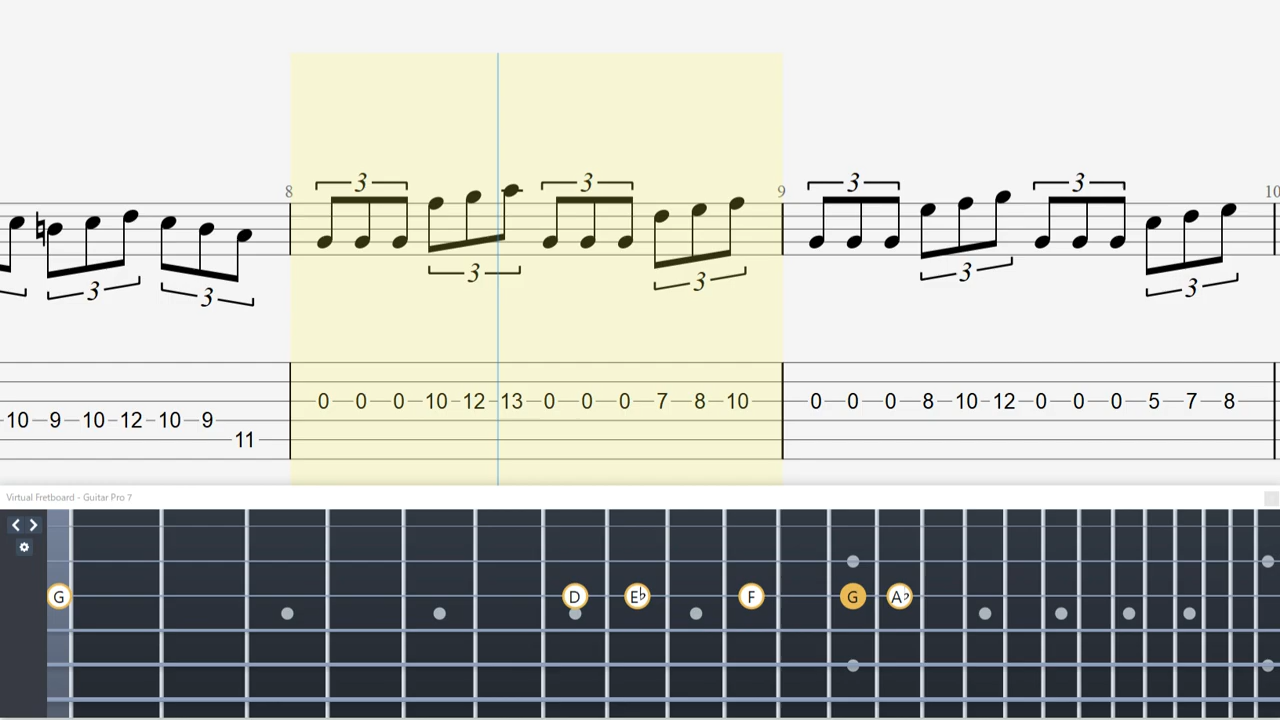 3 3 3 3
8 9 10
3 3 3 3 3 3
0 0 0 10 12 13 0 0 0 7 8 10 0 0 0 8 10 12 0 0 0 5 7 8
10 9 10 12 10 9
11
Virtual Fretboard - Guitar Pro 7
G D E♭ F G A♭